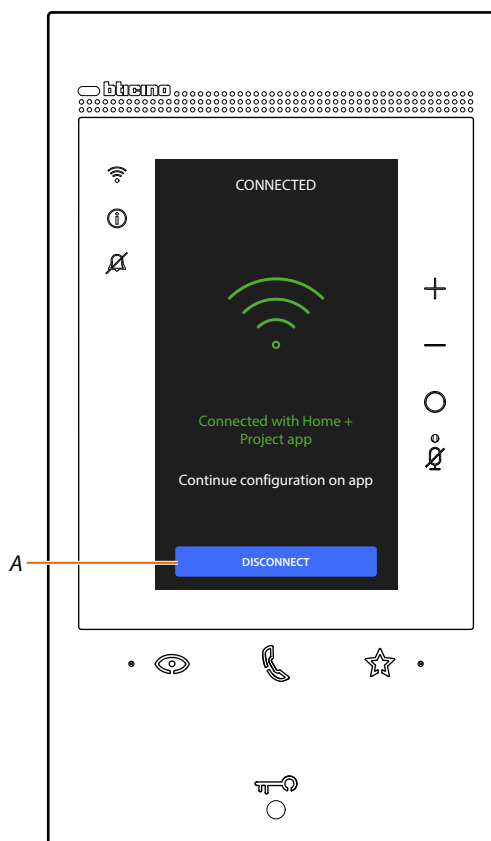 bticino
CONNECTED
Connected with Home +
Project app
Continue configuration on app
A
DISCONNECT